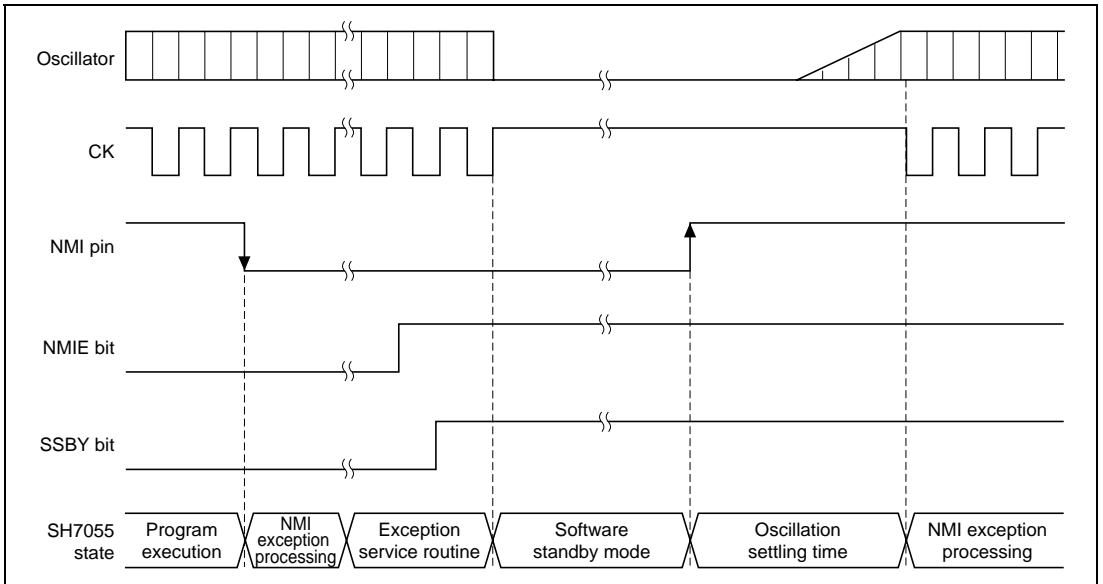 Oscillator
CK
NMI pin
NMIE bit
SSBY bit
SH7055
state
Program
execution
NMI
exception
processing
Exception
service routine
Software
standby mode
Oscillation
settling time
NMI exception
processing